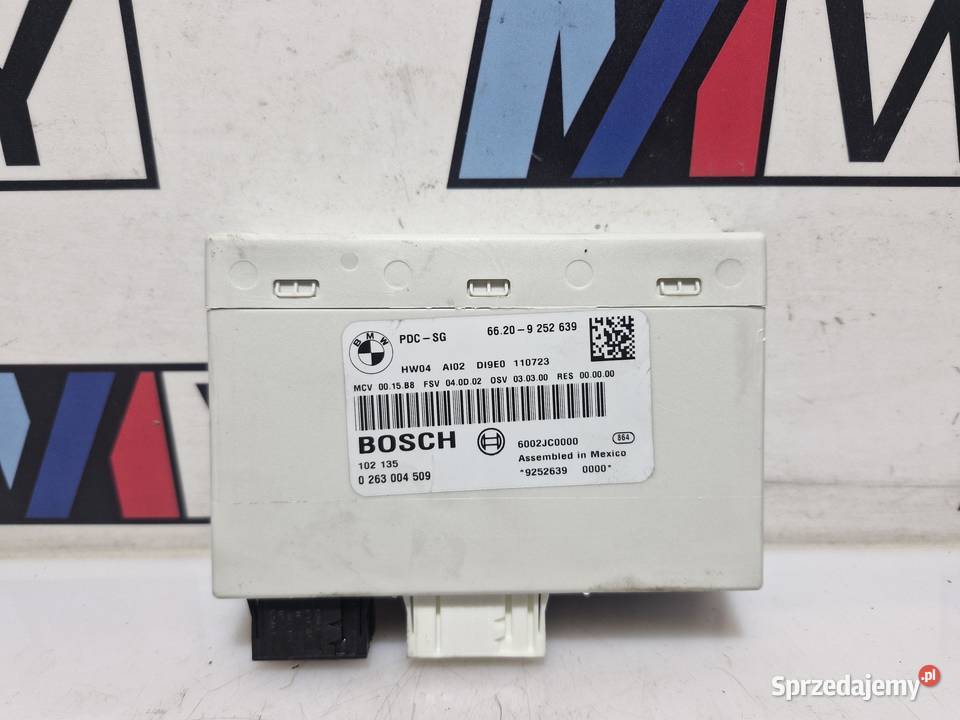 BMW
PDC-SG 66.20-9 252 639
HW04 AI02 DI9E0 110723
MCV 00.15.B8 FSV 04.0D.02 OSV 03.03.00 RES 00.00.00
BOSCH 6002JC0000 864
Assembled in Mexico
102 135
*9252639 0000*
0 263 004 509
Sprzedajemy.pl